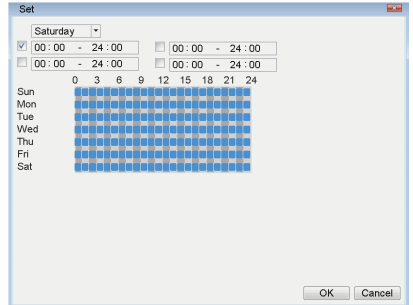 Set
Saturday
00:00 - 24:00 00:00 - 24:00
00:00 - 24:00 00:00 - 24:00
0 3 6 9 12 15 18 21 24
Sun
Mon
Tue
Wed
Thu
Fri
Sat
OK Cancel